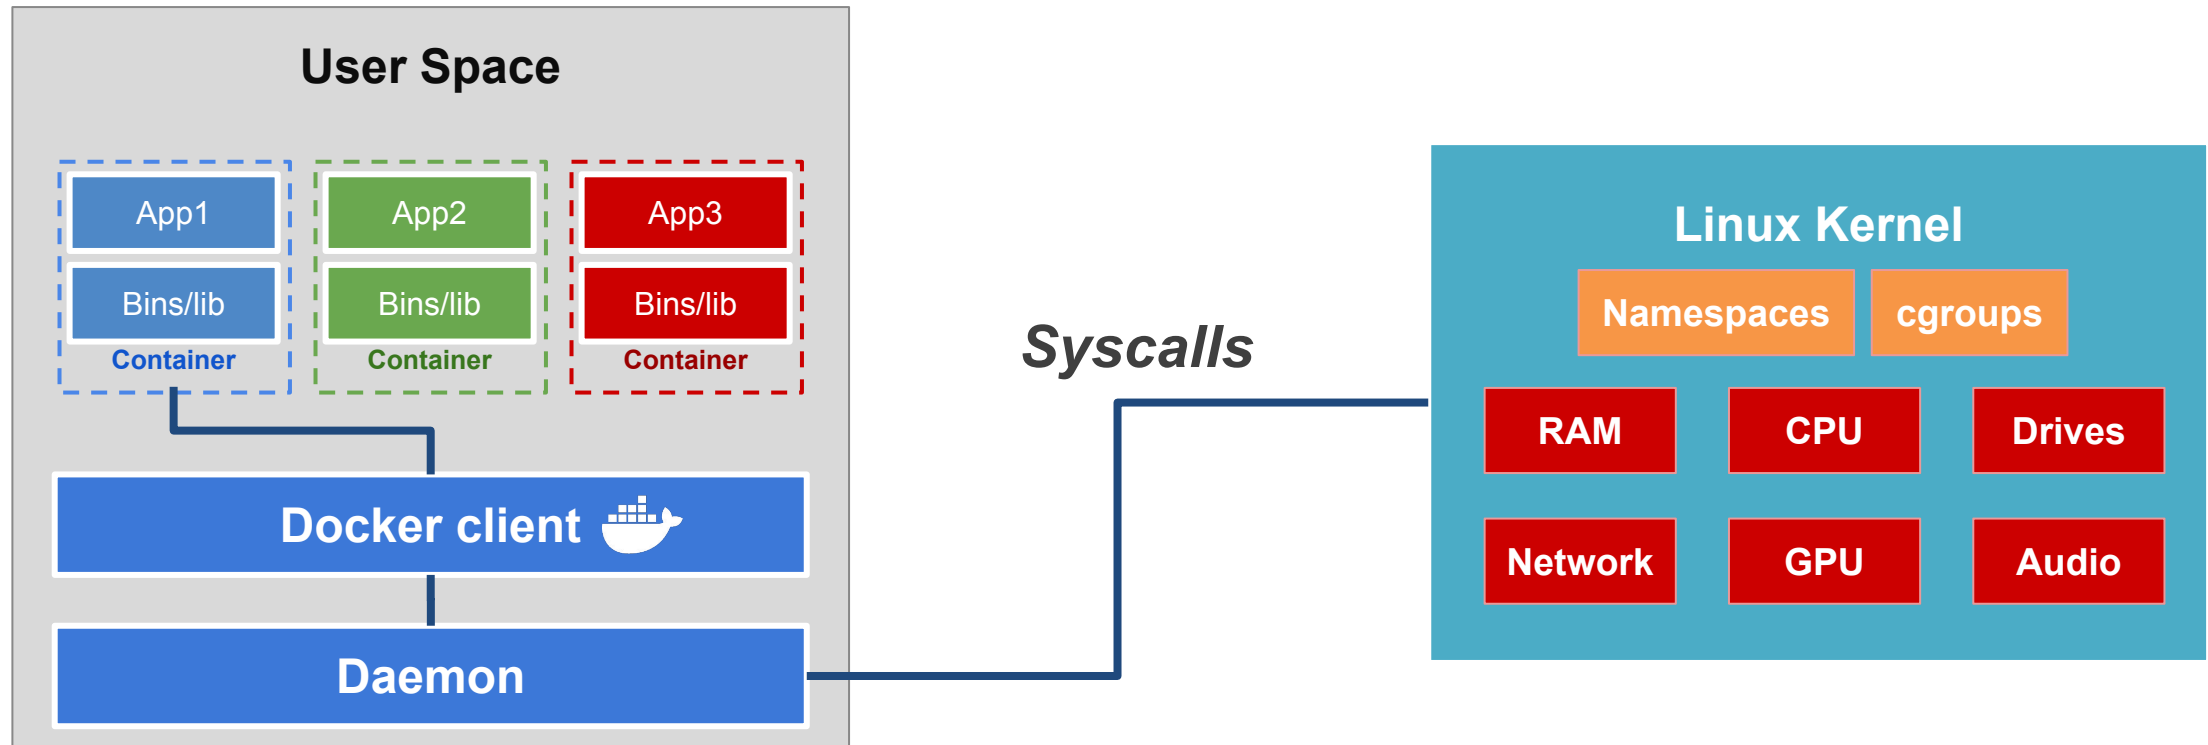 User Space
App1
App2
App3
Bins/lib
Bins/lib
Bins/lib
Container
Container
Container
Docker client
Daemon
Syscalls
Linux Kernel
Namespaces
cgroups
RAM
CPU
Drives
Network
GPU
Audio